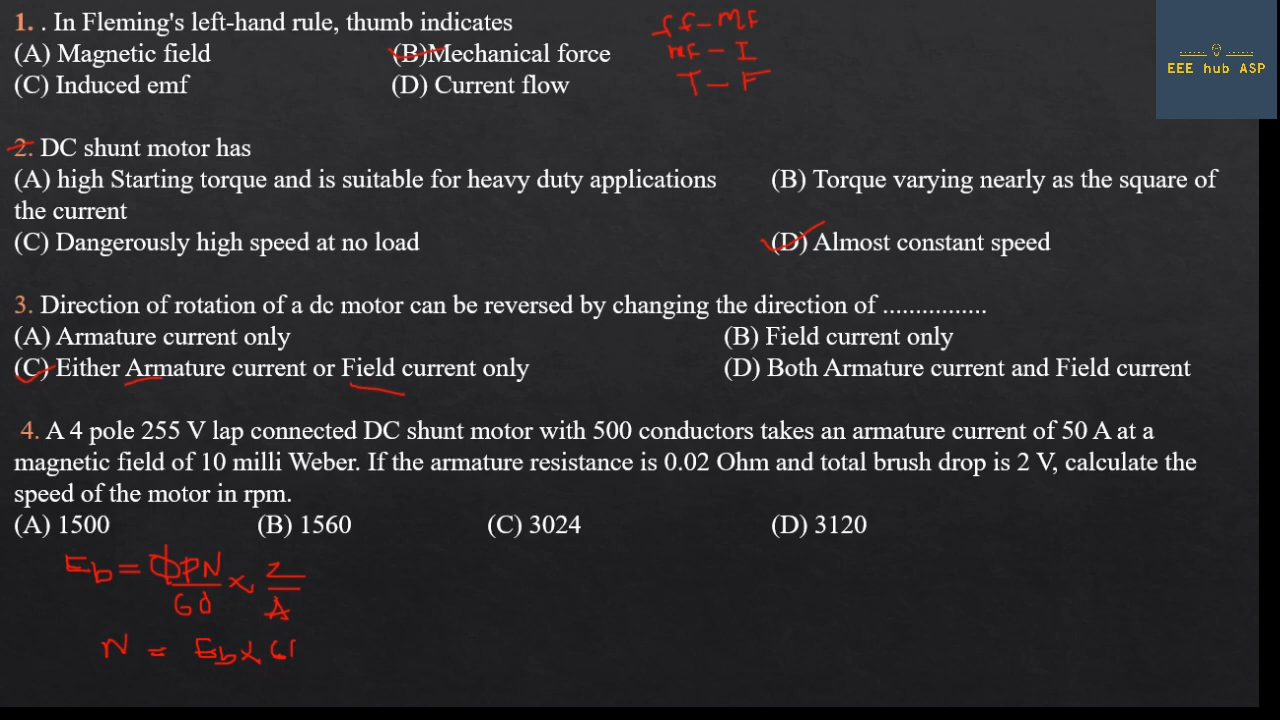 1. . In Fleming's left-hand rule, thumb indicates
(A) Magnetic field (B)Mechanical force
(C) Induced emf (D) Current flow
ff - MF
mf - I
T - F
EEE hub ASP
2. DC shunt motor has
(A) high Starting torque and is suitable for heavy duty applications (B) Torque varying nearly as the square of
the current
(C) Dangerously high speed at no load (D) Almost constant speed
3. Direction of rotation of a dc motor can be reversed by changing the direction of ................
(A) Armature current only (B) Field current only
(C) Either Armature current or Field current only (D) Both Armature current and Field current
4. A 4 pole 255 V lap connected DC shunt motor with 500 conductors takes an armature current of 50 A at a
magnetic field of 10 milli Weber. If the armature resistance is 0.02 Ohm and total brush drop is 2 V, calculate the
speed of the motor in rpm.
(A) 1500 (B) 1560 (C) 3024 (D) 3120
Eb = ΦPN/60 × Z/A
N = Eb × 6